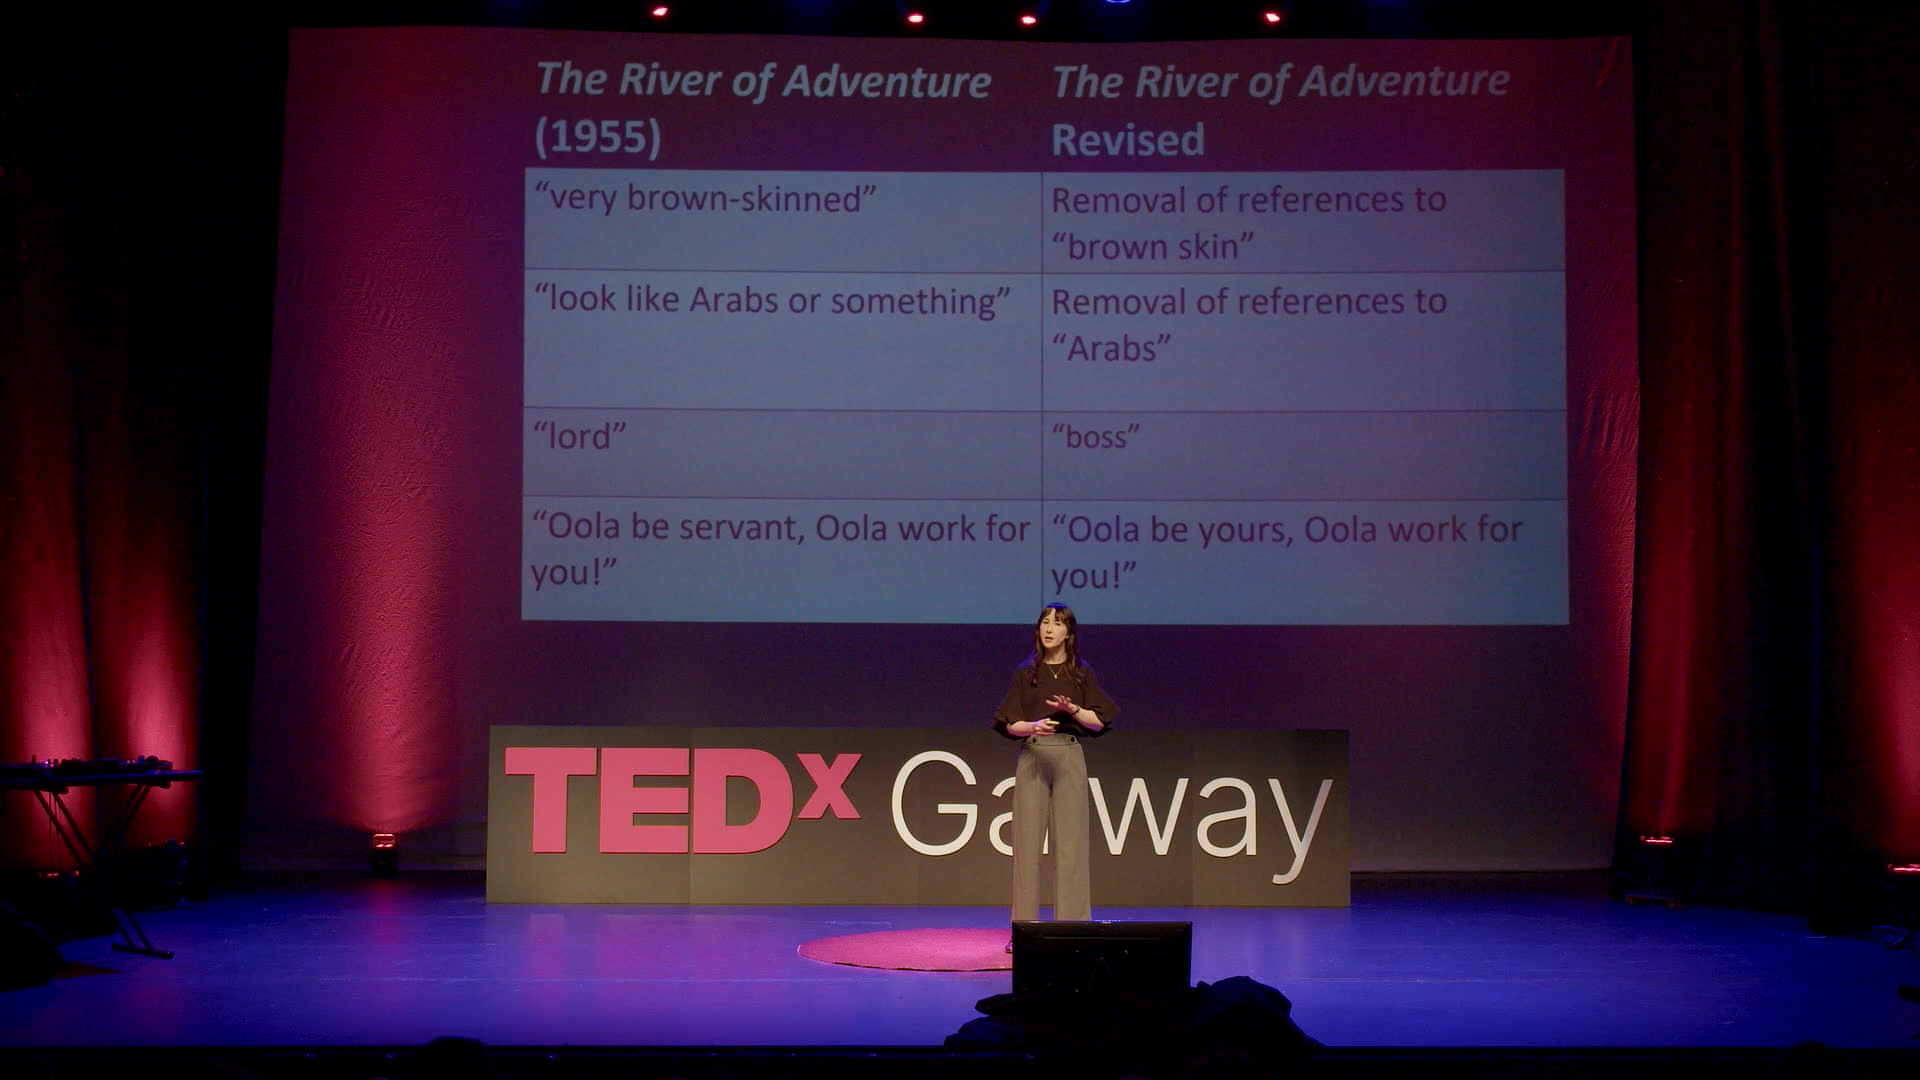 The River of Adventure
(1955)
The River of Adventure
Revised
“very brown-skinned”
Removal of references to
“brown skin”
“look like Arabs or something”
Removal of references to
“Arabs”
“lord”
“boss”
“Oola be servant, Oola work for
you!”
“Oola be yours, Oola work for
you!”
TEDx Galway